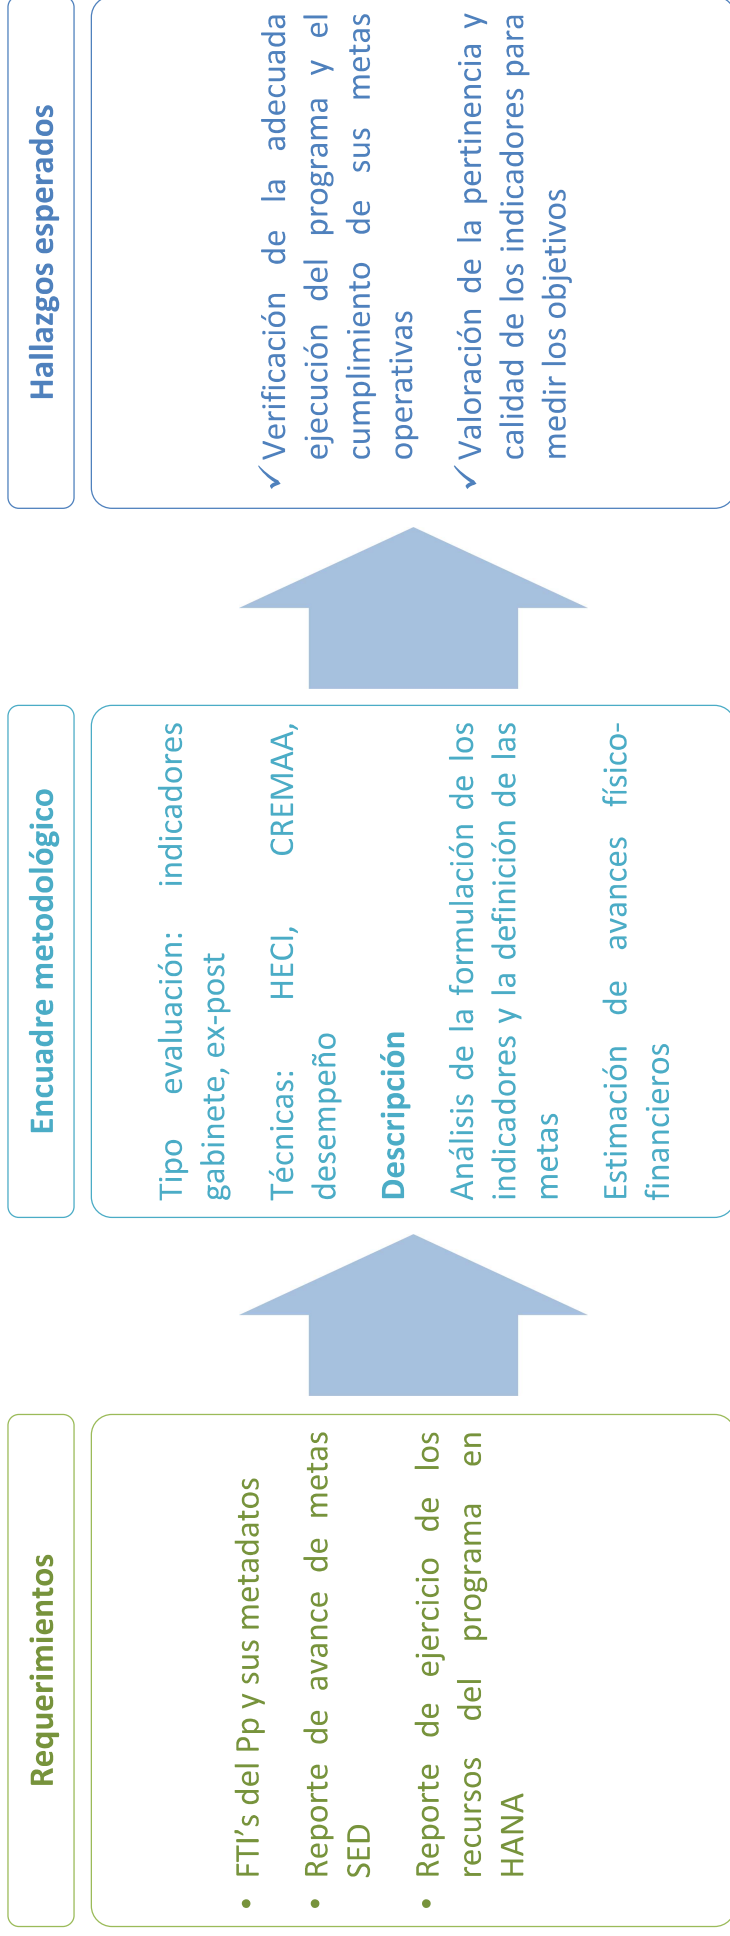 Requerimientos
• FTI's del Pp y sus metadatos
• Reporte de avance de metas
SED
• Reporte de ejercicio de los
recursos del programa en
HANA
Encuadre metodológico
Tipo evaluación: indicadores
gabinete, ex-post
Técnicas: HECI, CREMAA,
desempeño
Descripción
Análisis de la formulación de los
indicadores y la definición de las
metas
Estimación de avances físico-
financieros
Hallazgos esperados
✓ Verificación de la adecuada
ejecución del programa y el
cumplimiento de sus metas
operativas
✓ Valoración de la pertinencia y
calidad de los indicadores para
medir los objetivos